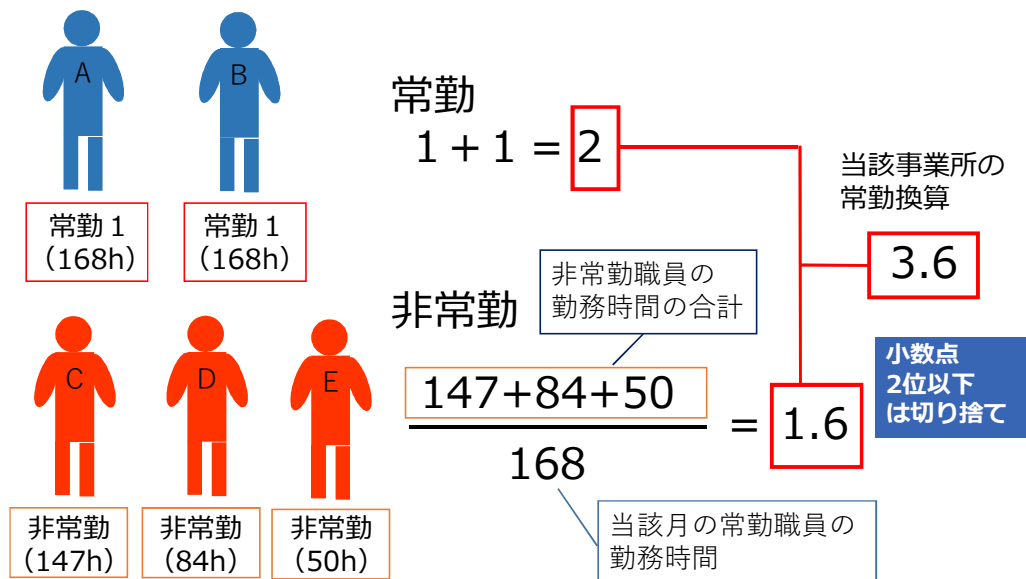 A
B
常勤１
（168h）
常勤１
（168h）
C
D
E
非常勤
（147h）
非常勤
（84h）
非常勤
（50h）
常勤
1 + 1 = 2
非常勤
非常勤職員の
勤務時間の合計
147+84+50
168
= 1.6
当該月の常勤職員の
勤務時間
当該事業所の
常勤換算
3.6
小数点
2位以下
は切り捨て